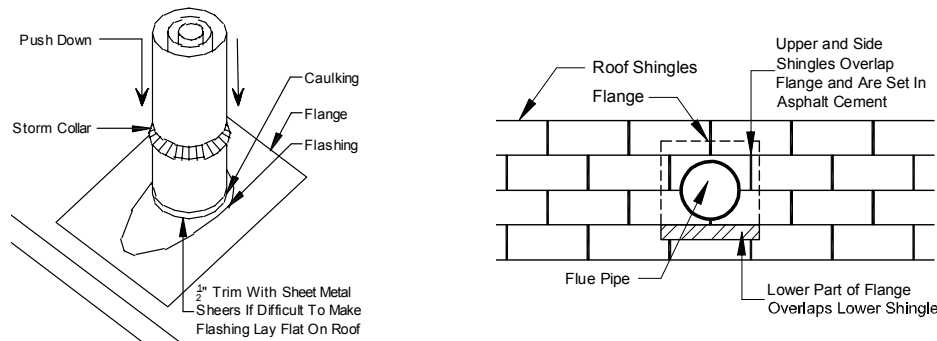 Push Down
Caulking
Flange
Storm Collar
Flashing
1/2" Trim With Sheet Metal
Sheers If Difficult To Make
Flashing Lay Flat On Roof
Upper and Side
Shingles Overlap
Flange and Are Set In
Asphalt Cement
Roof Shingles
Flange
Flue Pipe
Lower Part of Flange
Overlaps Lower Shingle